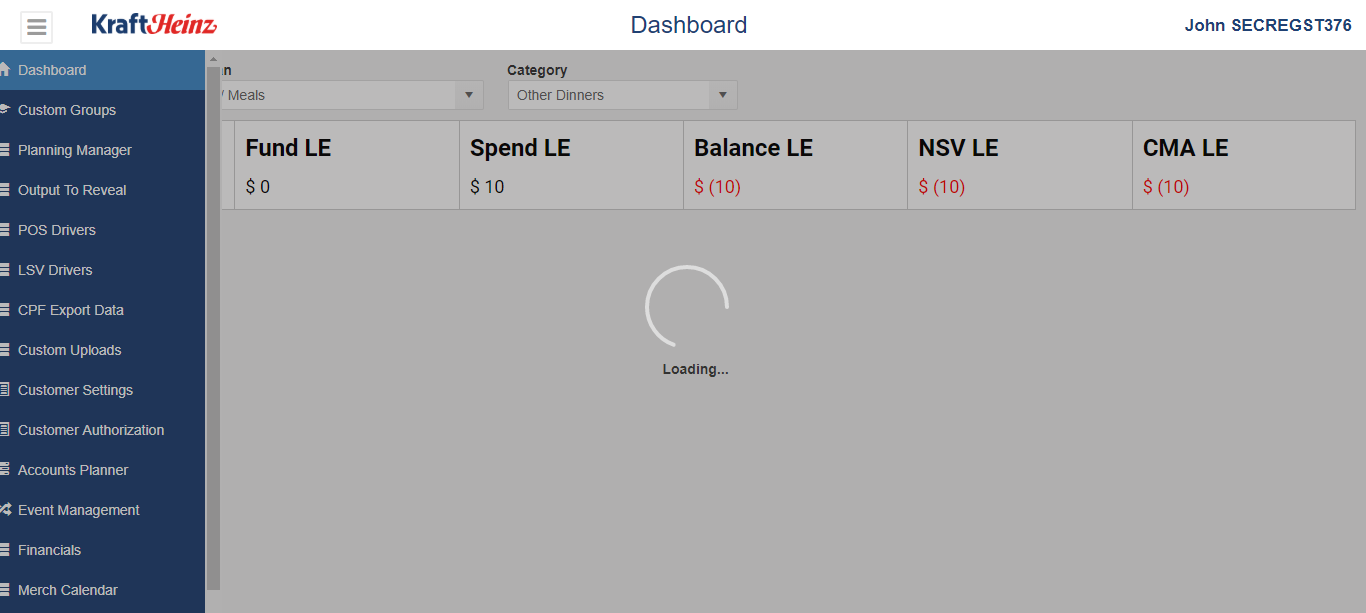 KraftHeinz
Dashboard
John SECREGST376
Dashboard
Custom Groups
Planning Manager
Output To Reveal
POS Drivers
LSV Drivers
CPF Export Data
Custom Uploads
Customer Settings
Customer Authorization
Accounts Planner
Event Management
Financials
Merch Calendar
Category
/ Meals
Other Dinners
Fund LE
Spend LE
Balance LE
NSV LE
CMA LE
$ 0
$ 10
$ (10)
$ (10)
$ (10)
Loading...